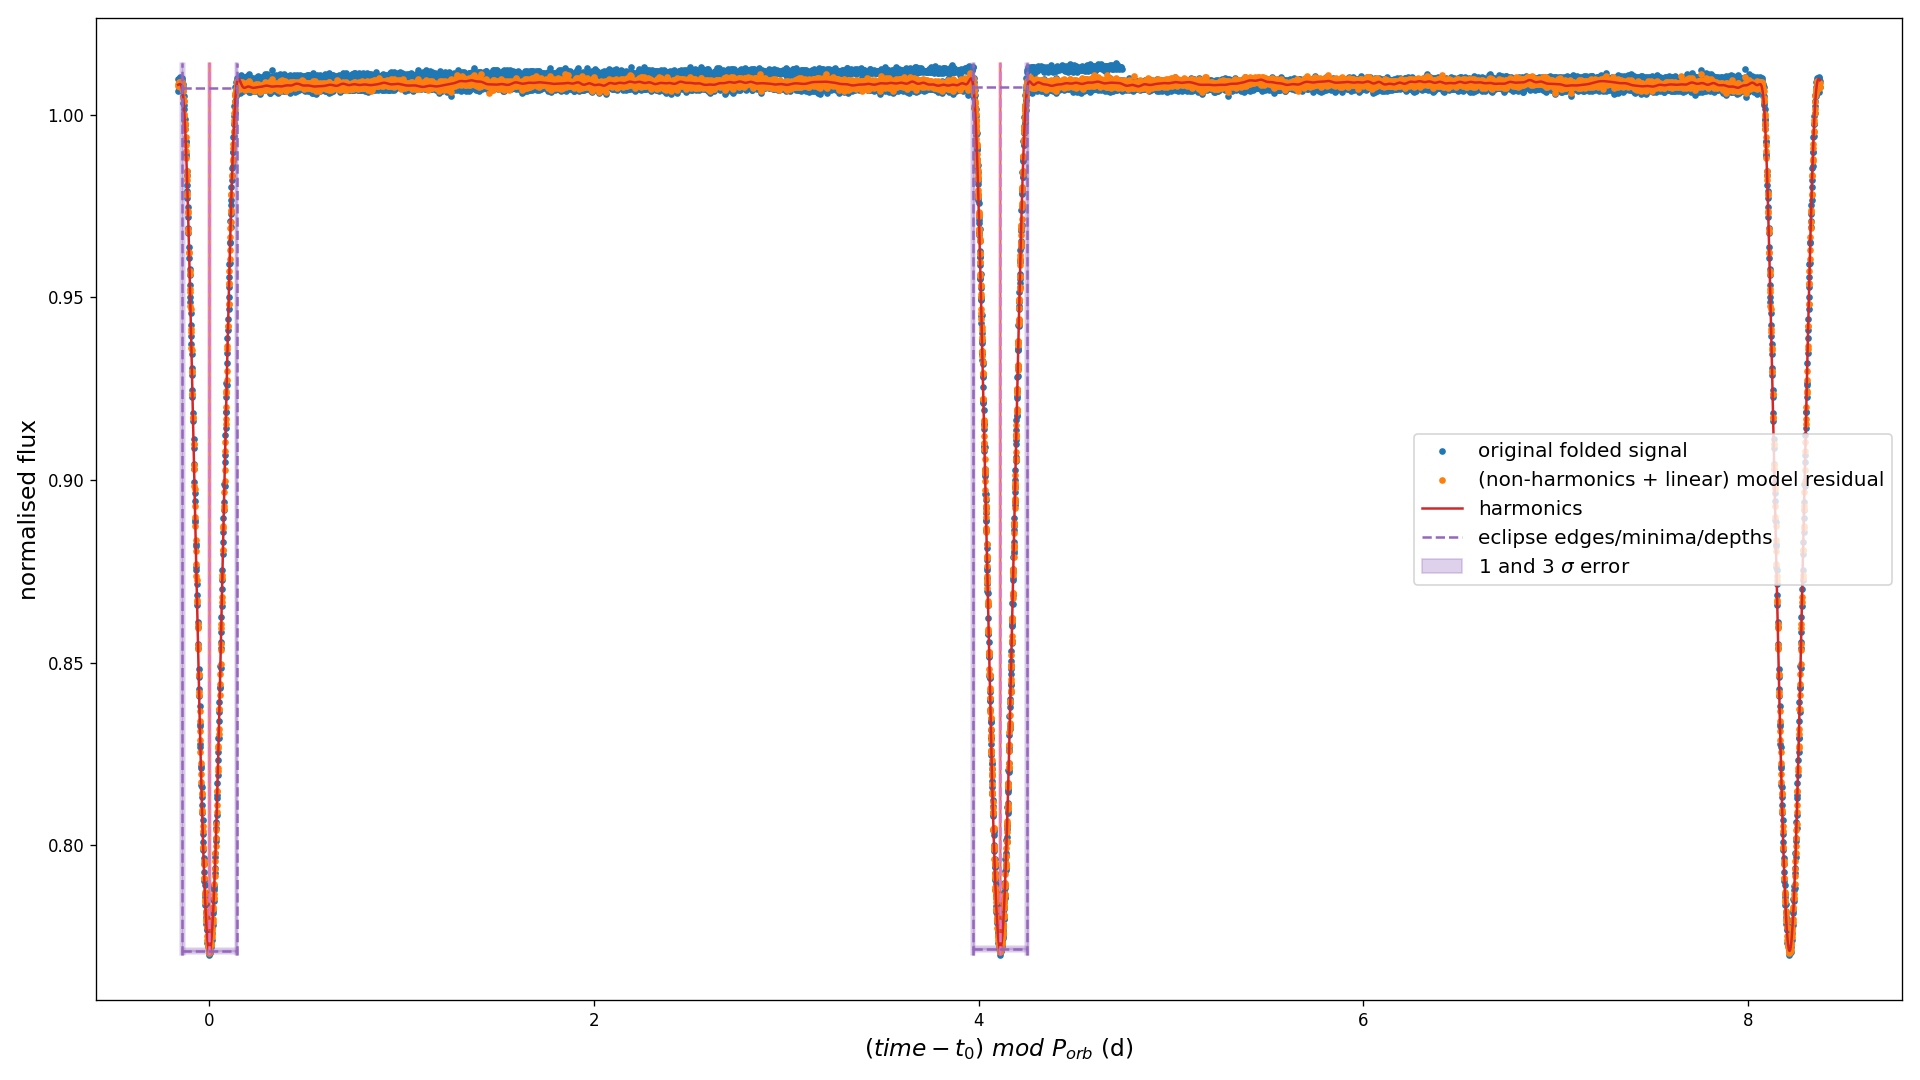 normalised flux
1.00
0.95
0.90
0.85
0.80
original folded signal
(non-harmonics + linear) model residual
harmonics
eclipse edges/minima/depths
1 and 3 σ error
0 2 4 6 8
(time − t₀) mod P_orb (d)